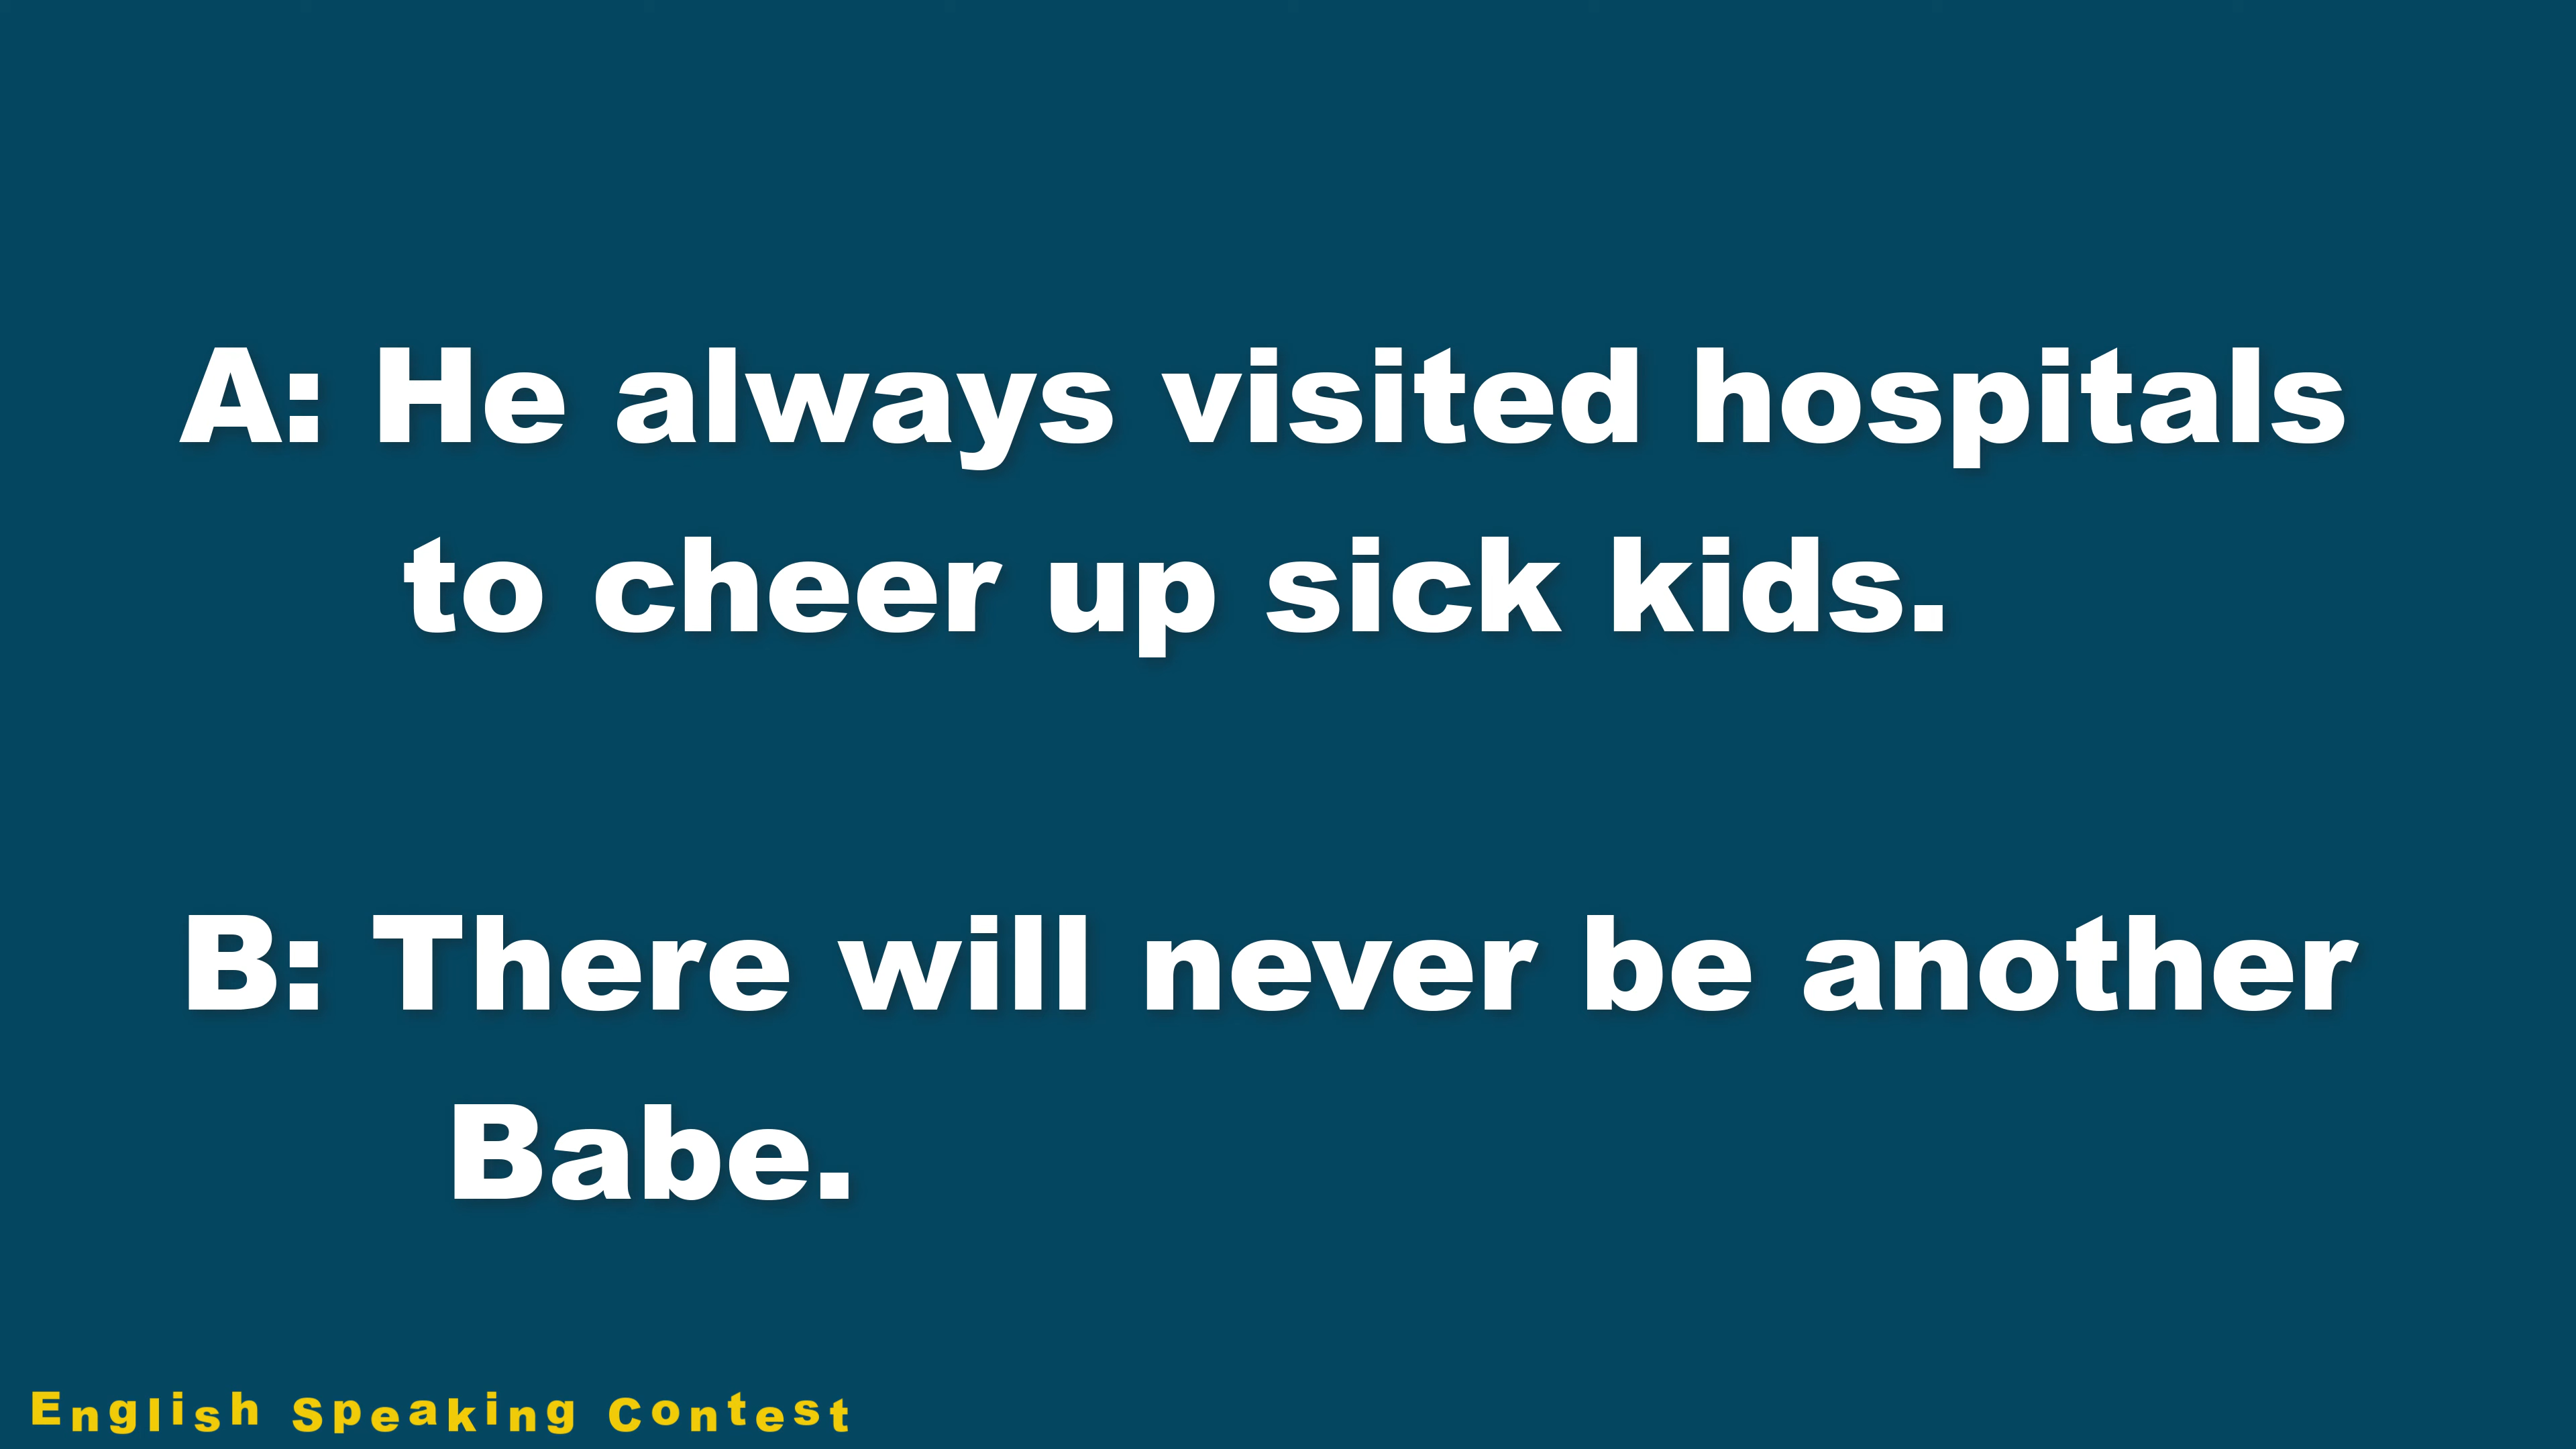 A: He always visited hospitals
to cheer up sick kids.
B: There will never be another
Babe.
English Speaking Contest